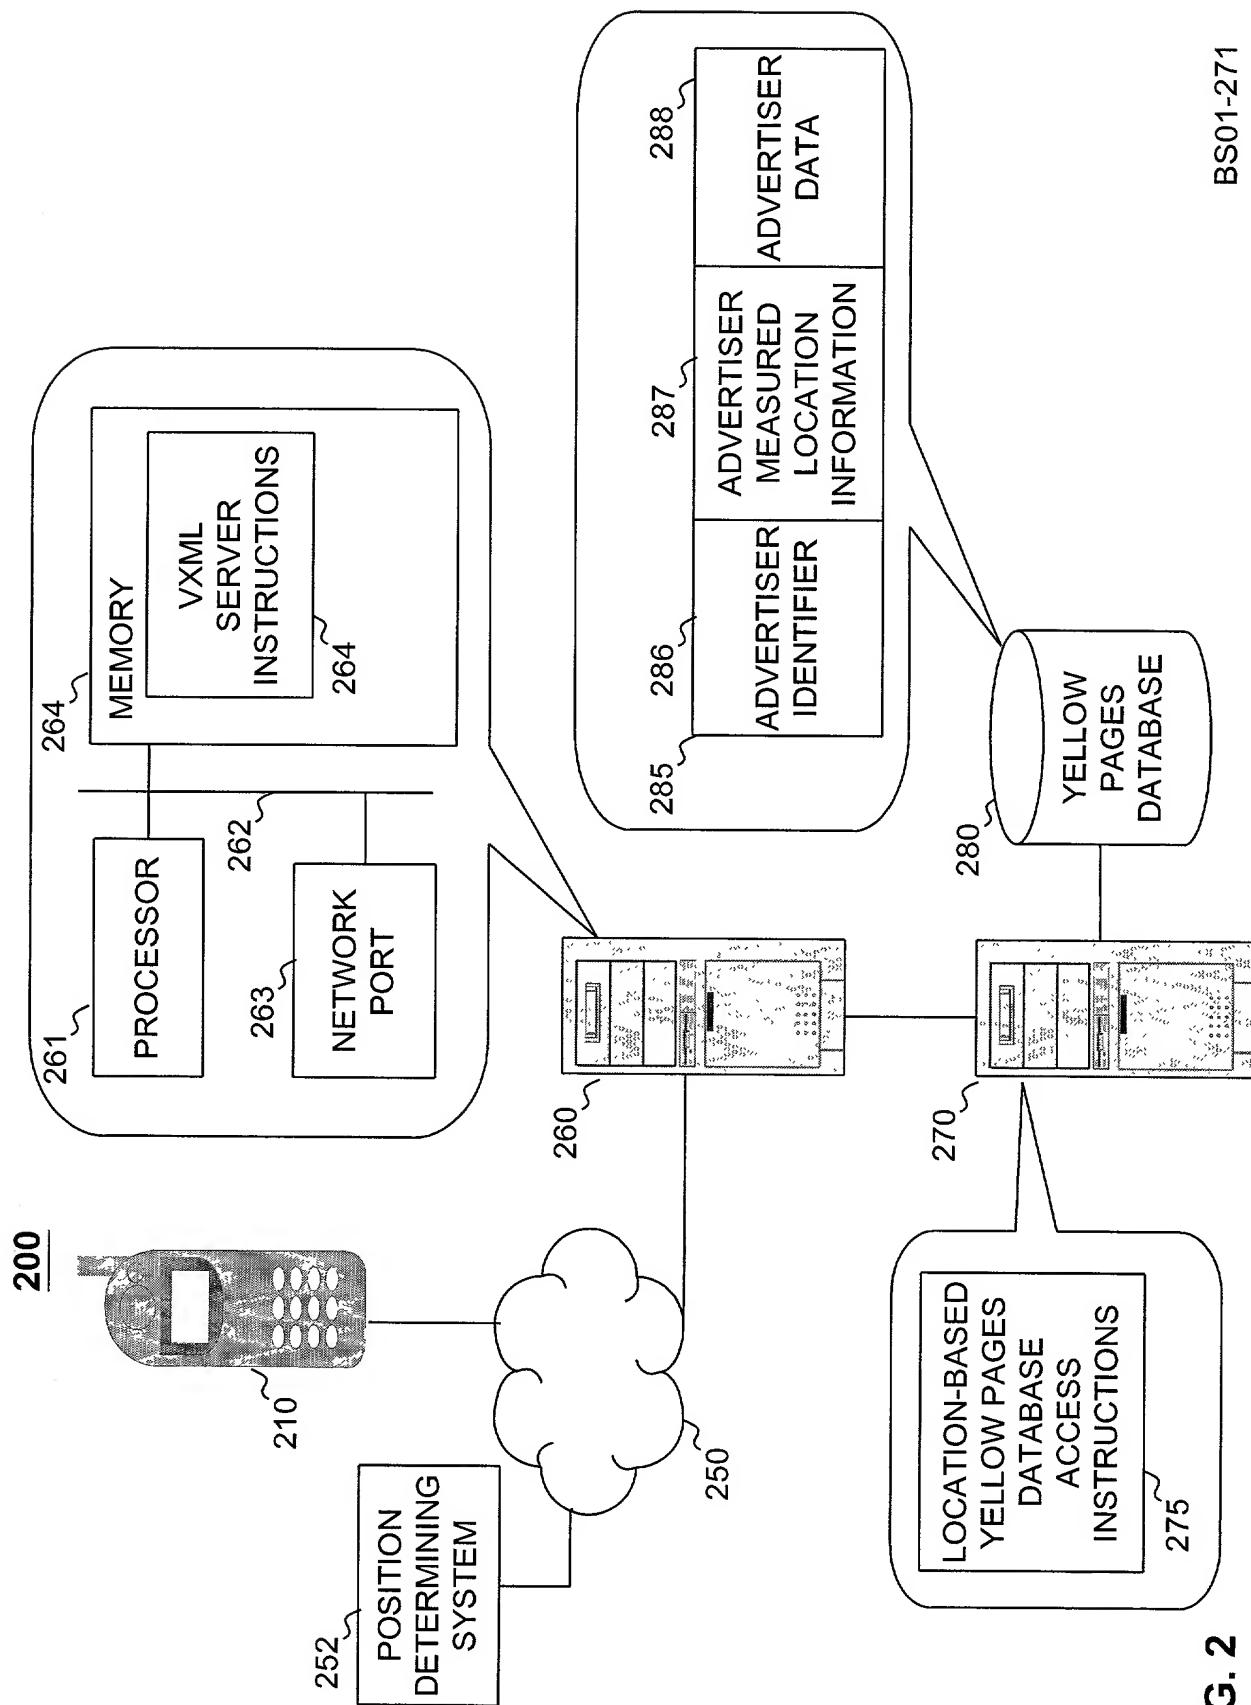 200
210
POSITION
DETERMINING
SYSTEM
252
250
261
PROCESSOR
263
NETWORK
PORT
262
264
MEMORY
VXML
SERVER
INSTRUCTIONS
264
260
270
LOCATION-BASED
YELLOW PAGES
DATABASE
ACCESS
INSTRUCTIONS
275
280
YELLOW
PAGES
DATABASE
285
286
ADVERTISER
IDENTIFIER
287
ADVERTISER
MEASURED
LOCATION
INFORMATION
288
ADVERTISER
DATA
G. 2
BS01-271